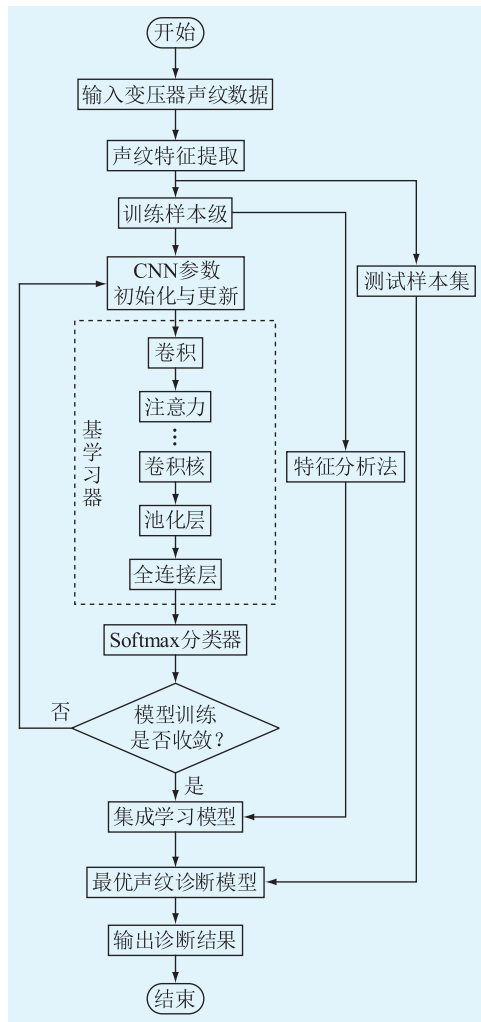 开始
输入变压器声纹数据
声纹特征提取
训练样本级
CNN参数
初始化与更新
测试样本集
卷积
注意力
⋮
卷积核
池化层
全连接层
基学习器
特征分析法
Softmax分类器
模型训练
是否收敛？
否
是
集成学习模型
最优声纹诊断模型
输出诊断结果
结束